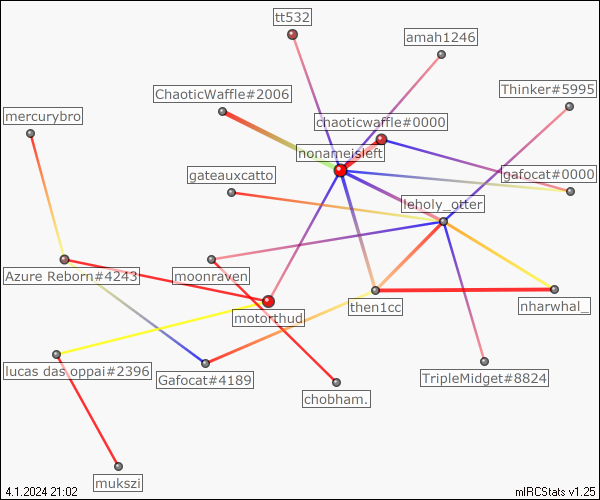 tt532
amah1246
Thinker#5995
ChaoticWaffle#2006
mercurybro
chaoticwaffle#0000
nonameisleft
gateauxcatto
gafocat#0000
leholy_otter
Azure Reborn#4243
moonraven
then1cc
nharwhal_
motorthud
lucas das oppai#2396
Gafocat#4189
TripleMidget#8824
chobham.
mukszi
4.1.2024 21:02
mIRCStats v1.25